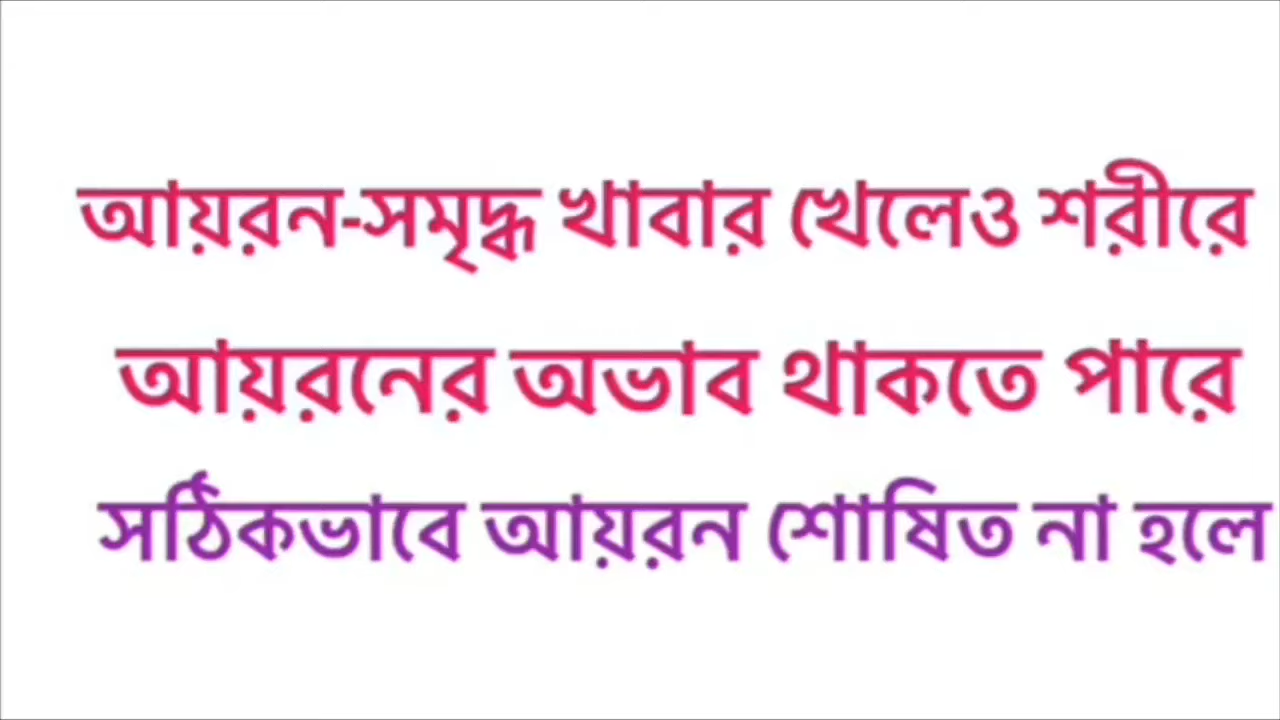 আয়রন-সমৃদ্ধ খাবার খেলেও শরীরে
আয়রনের অভাব থাকতে পারে
সঠিকভাবে আয়রন শোষিত না হলে